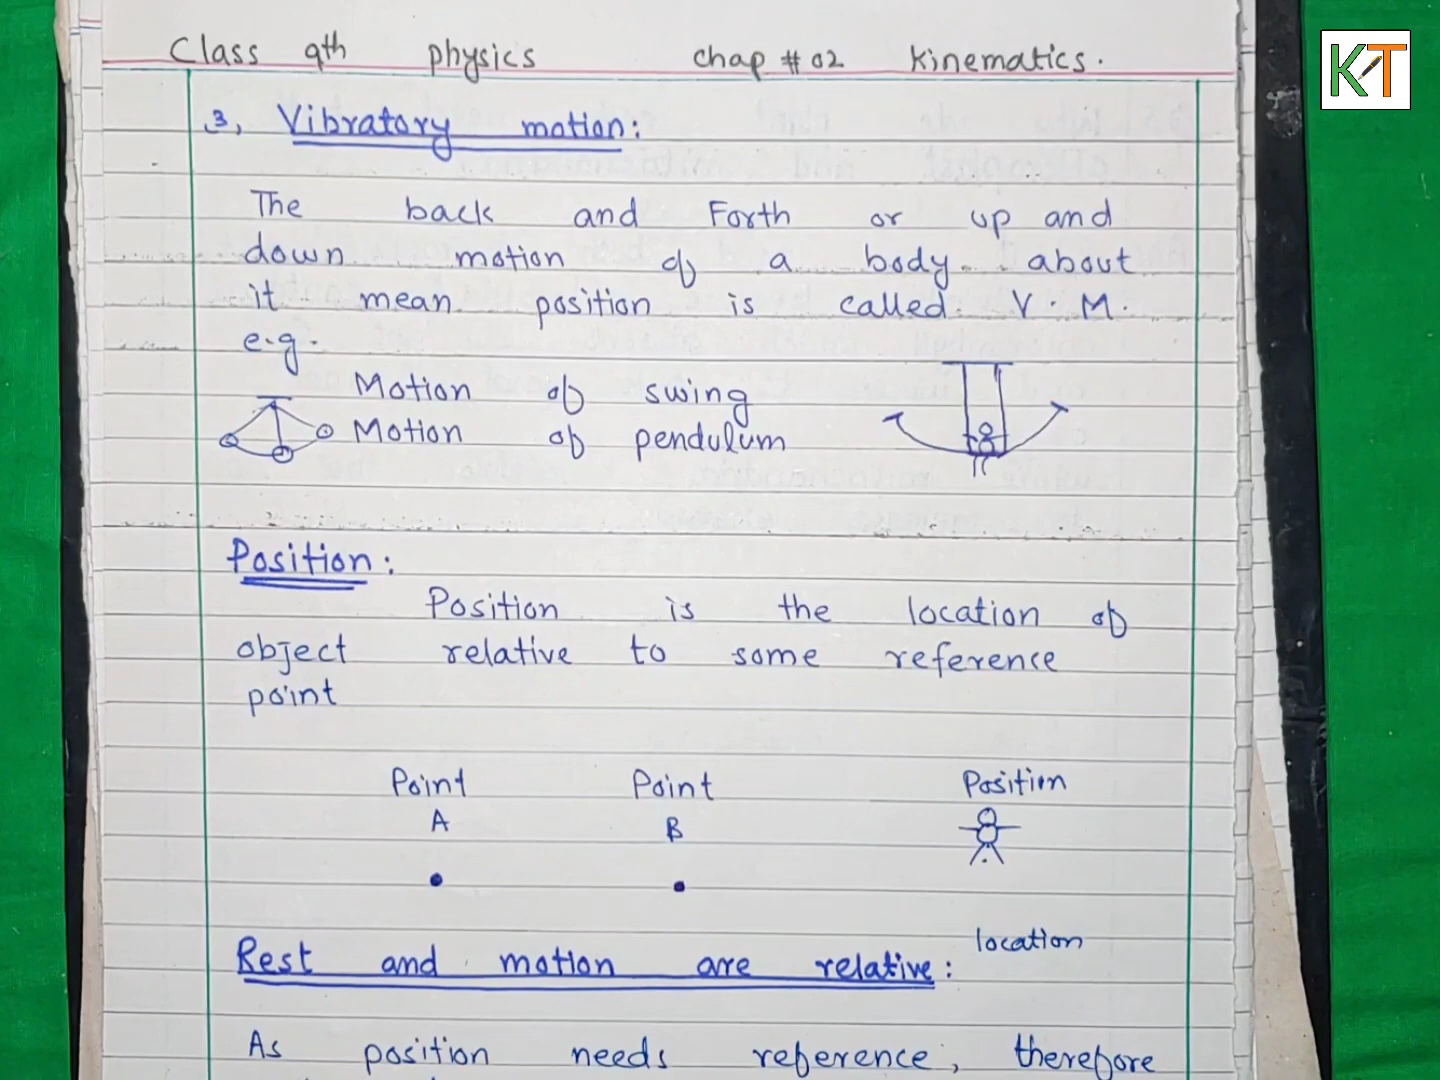 Class 9th physics chap # 02 Kinematics.
KT
3, Vibratory motion:
The back and Forth or up and
down motion of a body about
it mean position is called V. M.
e.g.
Motion of swing
Motion of pendulum
Position:
Position is the location of
object relative to some reference
point
Point Point Position
A B
location
Rest and motion are relative:
As position needs reference, therefore